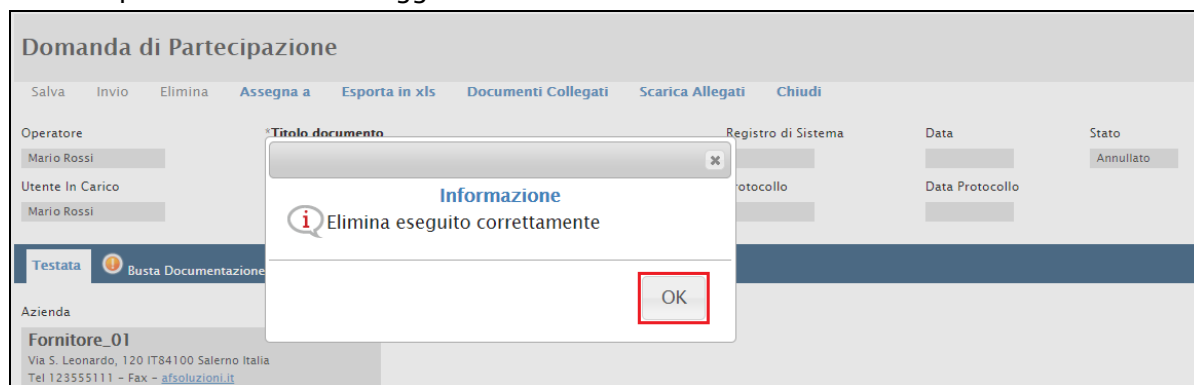 Domanda di Partecipazione
Salva Invio Elimina Assegna a Esporta in xls Documenti Collegati Scarica Allegati Chiudi
Operatore *Titolo documento Registro di Sistema Data Stato
Mario Rossi Annullato
Utente In Carico rotocollo Data Protocollo
Mario Rossi
Informazione
Elimina eseguito correttamente
OK
Testata Busta Documentazione
Azienda
Fornitore_01
Via S. Leonardo, 120 IT84100 Salerno Italia
Tel 123555111 - Fax - afsoluzioni.it